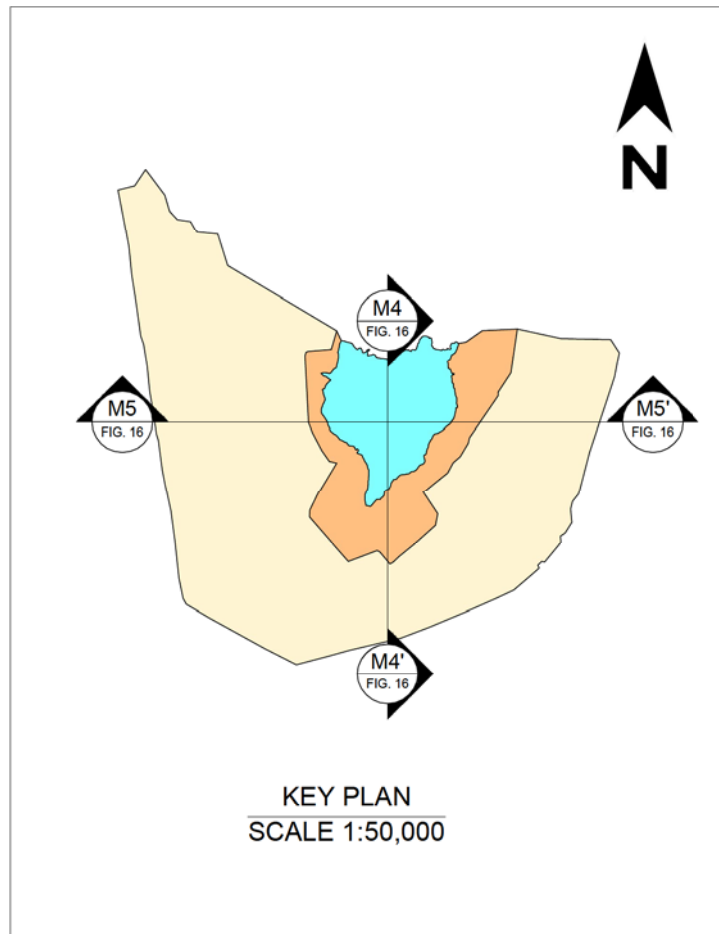 N
M4
FIG. 16
M5
FIG. 16
M5'
FIG. 16
M4'
FIG. 16
KEY PLAN
SCALE 1:50,000